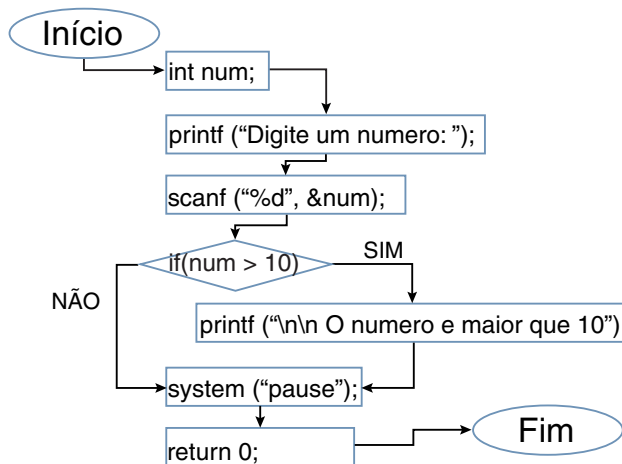 Início
int num;
printf (“Digite um numero: ”);
scanf (“%d”, &num);
if(num > 10)
SIM
NÃO
printf (“\n\n O numero e maior que 10”)
system (“pause”);
return 0;
Fim